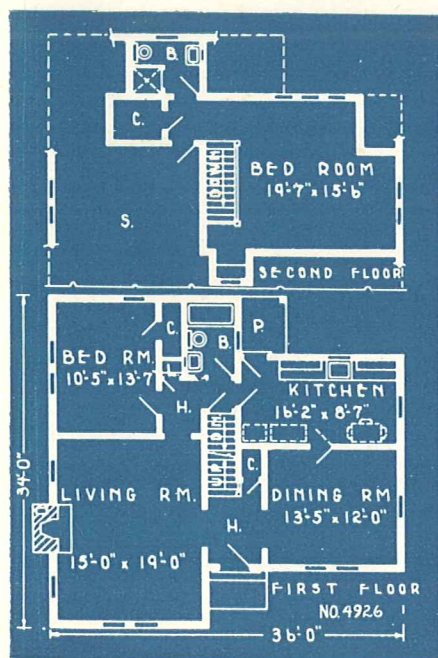 B.
C.
DOWN
BED ROOM
19'-7" x 15'-6"
S.
SECOND FLOOR
BED RM.
10'-5" x 13'-7"
C.
B.
P.
KITCHEN
16'-2" x 8'-7"
H.
UP
C.
34'-0"
LIVING RM.
15'-0" x 19'-0"
DINING RM
13'-5" x 12'-0"
H.
FIRST FLOOR
NO. 4926
36'-0"